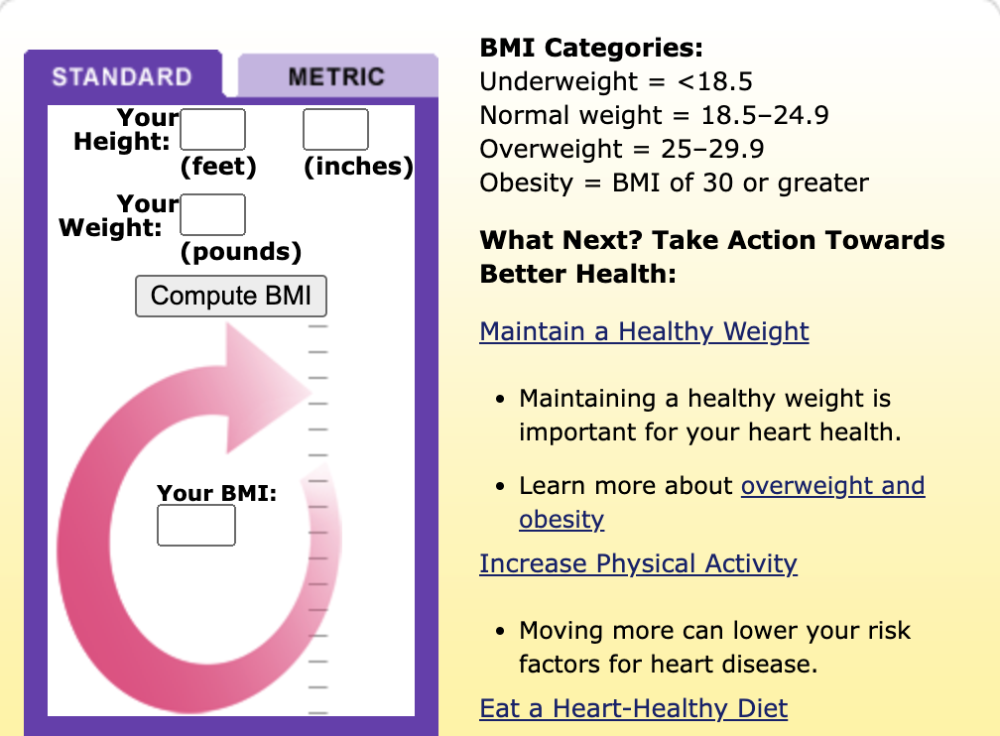 STANDARD
METRIC
Your
Height:
(feet)
(inches)
Your
Weight:
(pounds)
Compute BMI
Your BMI:
BMI Categories:
Underweight = <18.5
Normal weight = 18.5–24.9
Overweight = 25–29.9
Obesity = BMI of 30 or greater
What Next? Take Action Towards
Better Health:
Maintain a Healthy Weight
• Maintaining a healthy weight is
important for your heart health.
• Learn more about overweight and
obesity
Increase Physical Activity
• Moving more can lower your risk
factors for heart disease.
Eat a Heart-Healthy Diet